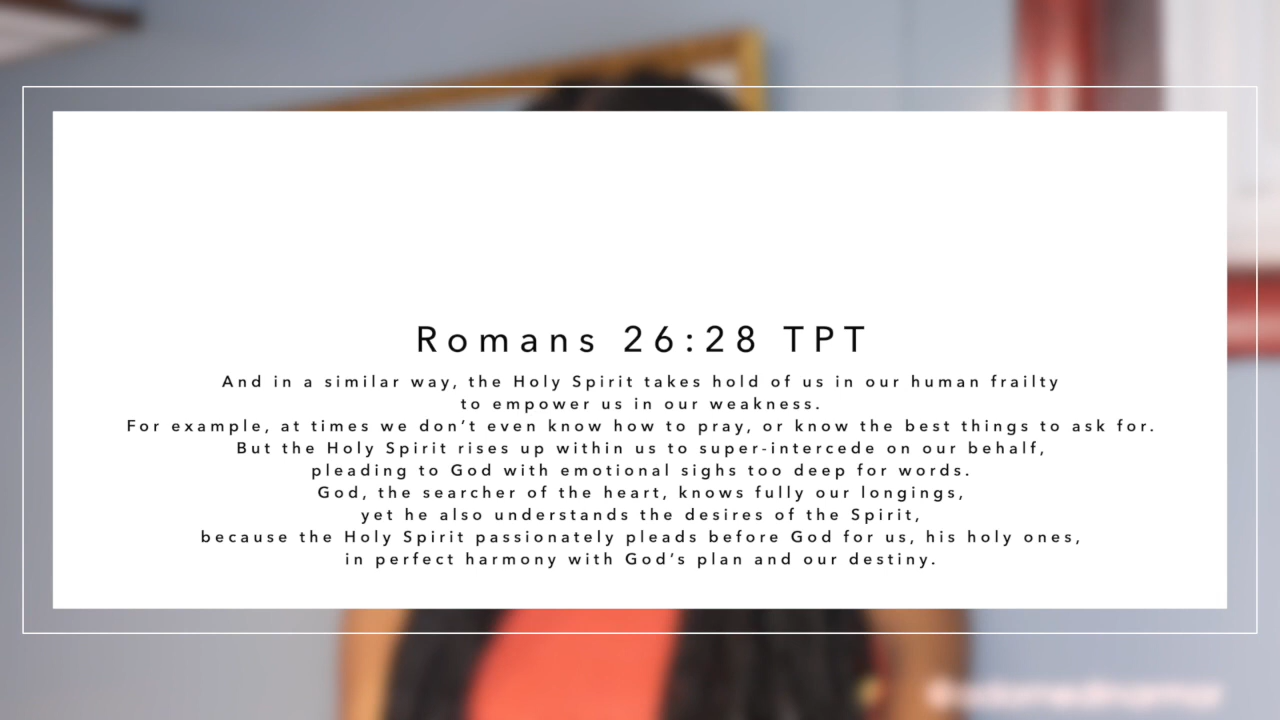 Romans 26:28 TPT
And in a similar way, the Holy Spirit takes hold of us in our human frailty
to empower us in our weakness.
For example, at times we don’t even know how to pray, or know the best things to ask for.
But the Holy Spirit rises up within us to super-intercede on our behalf,
pleading to God with emotional sighs too deep for words.
God, the searcher of the heart, knows fully our longings,
yet he also understands the desires of the Spirit,
because the Holy Spirit passionately pleads before God for us, his holy ones,
in perfect harmony with God’s plan and our destiny.